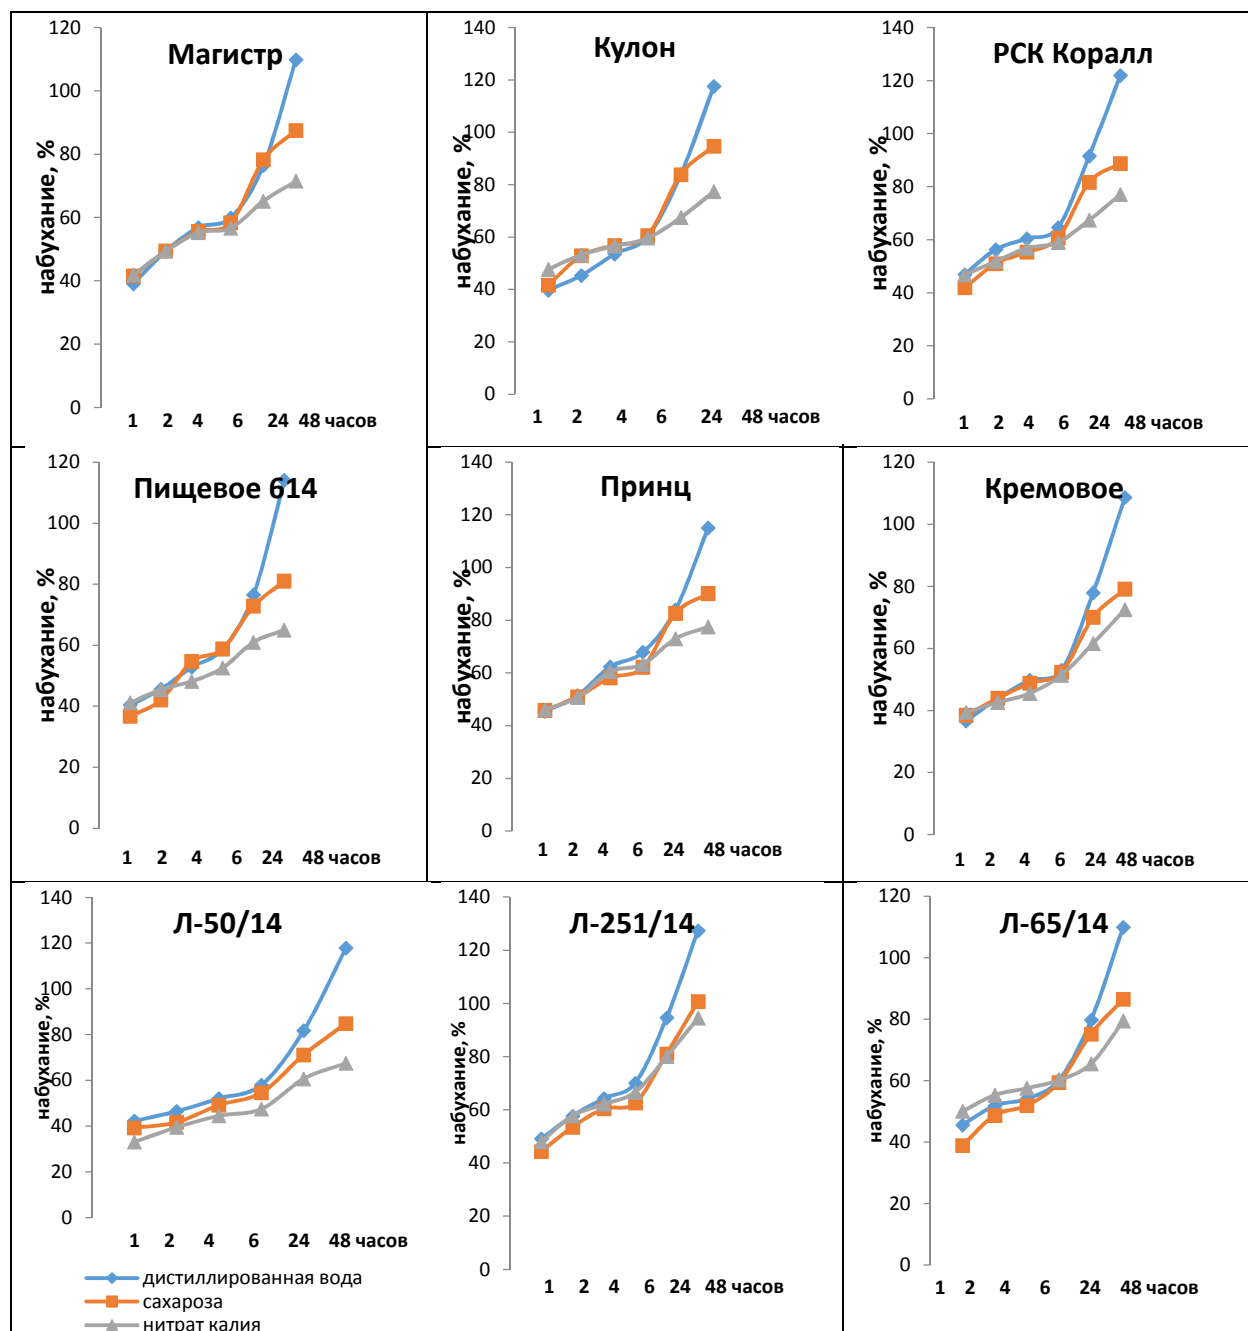 Магистр
набухание, %
120
100
80
60
40
20
0
1 2 4 6 24 48 часов
Кулон
набухание, %
140
120
100
80
60
40
20
0
1 2 4 6 24 48 часов
РСК Коралл
набухание, %
140
120
100
80
60
40
20
0
1 2 4 6 24 48 часов
Пищевое 614
набухание, %
120
100
80
60
40
20
0
1 2 4 6 24 48 часов
Принц
набухание, %
140
120
100
80
60
40
20
0
1 2 4 6 24 48 часов
Кремовое
набухание, %
120
100
80
60
40
20
0
1 2 4 6 24 48 часов
Л-50/14
набухание, %
140
120
100
80
60
40
20
0
1 2 4 6 24 48 часов
дистиллированная вода
сахароза
нитрат калия
Л-251/14
набухание, %
140
120
100
80
60
40
20
0
1 2 4 6 24 48 часов
Л-65/14
набухание, %
120
100
80
60
40
20
0
1 2 4 6 24 48 часов